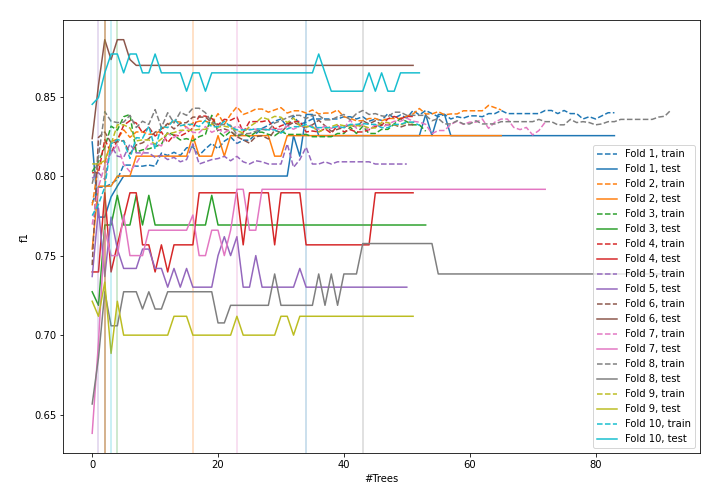 0.85
0.80
0.75
0.70
0.65
f1
0
20
40
60
80
#Trees
Fold 1, train
Fold 1, test
Fold 2, train
Fold 2, test
Fold 3, train
Fold 3, test
Fold 4, train
Fold 4, test
Fold 5, train
Fold 5, test
Fold 6, train
Fold 6, test
Fold 7, train
Fold 7, test
Fold 8, train
Fold 8, test
Fold 9, train
Fold 9, test
Fold 10, train
Fold 10, test